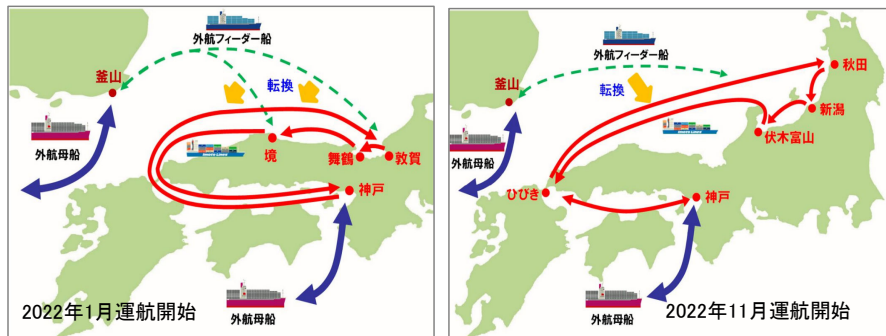 外航フィーダー船
釜山
転換
外航母船
境
舞鶴
敦賀
神戸
外航母船
2022年1月運航開始
外航フィーダー船
釜山
転換
秋田
新潟
伏木富山
外航母船
ひびき
神戸
外航母船
2022年11月運航開始